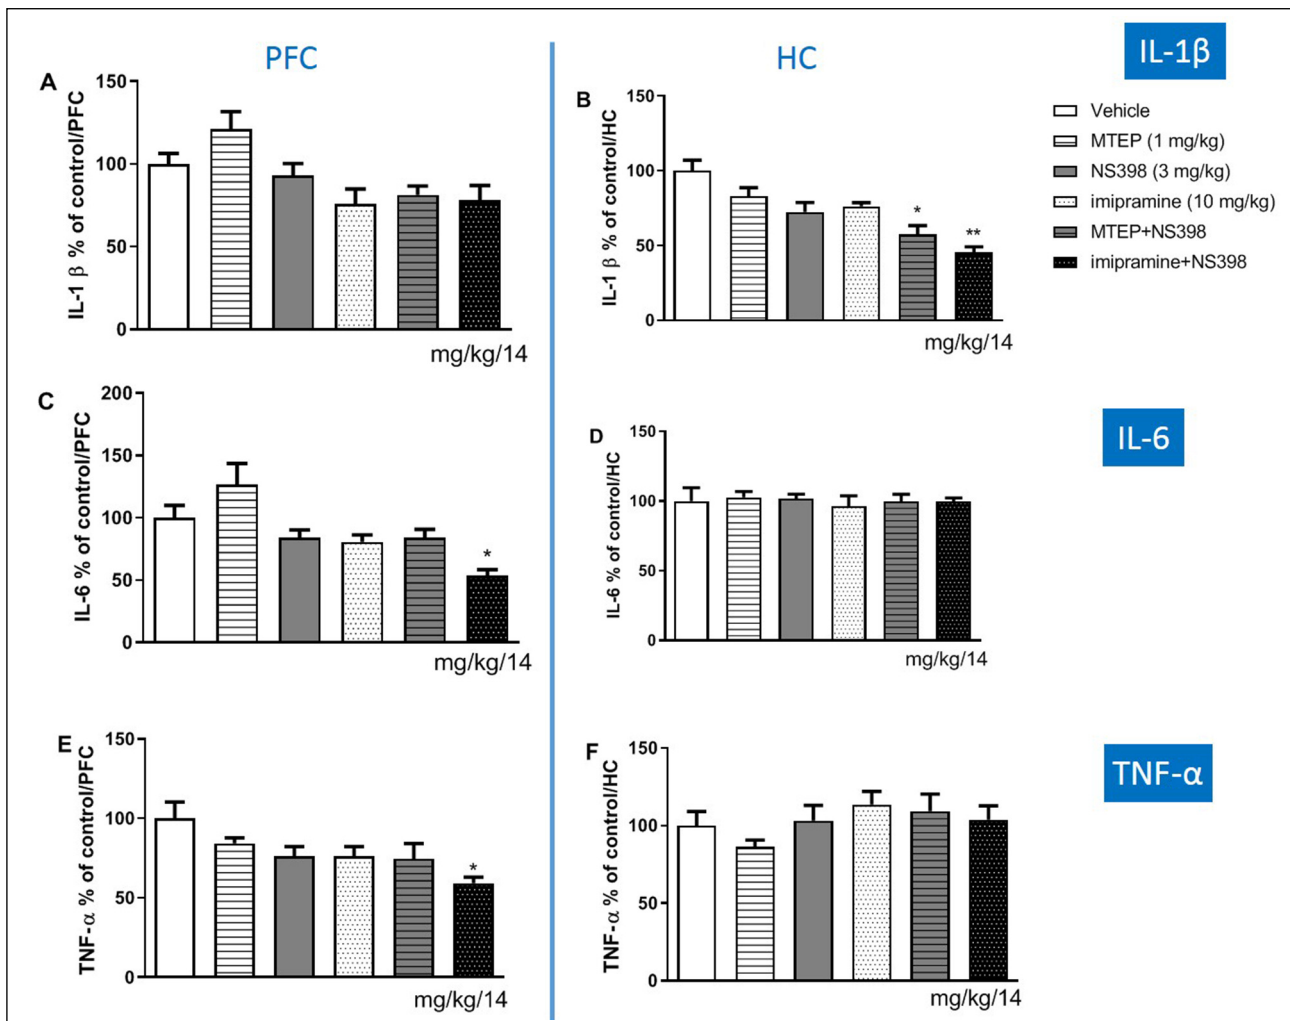 PFC
HC
IL-1β
A
IL-1 β % of control/PFC
150
100
50
0
mg/kg/14
B
IL-1 β % of control/HC
150
100
50
0
*
**
mg/kg/14
Vehicle
MTEP (1 mg/kg)
NS398 (3 mg/kg)
imipramine (10 mg/kg)
MTEP+NS398
imipramine+NS398
C
IL-6 % of control/PFC
200
150
100
50
0
*
mg/kg/14
D
IL-6 % of control/HC
150
100
50
0
mg/kg/14
IL-6
E
TNF-α % of control/PFC
150
100
50
0
*
mg/kg/14
F
TNF-α % of control/HC
150
100
50
0
mg/kg/14
TNF-α